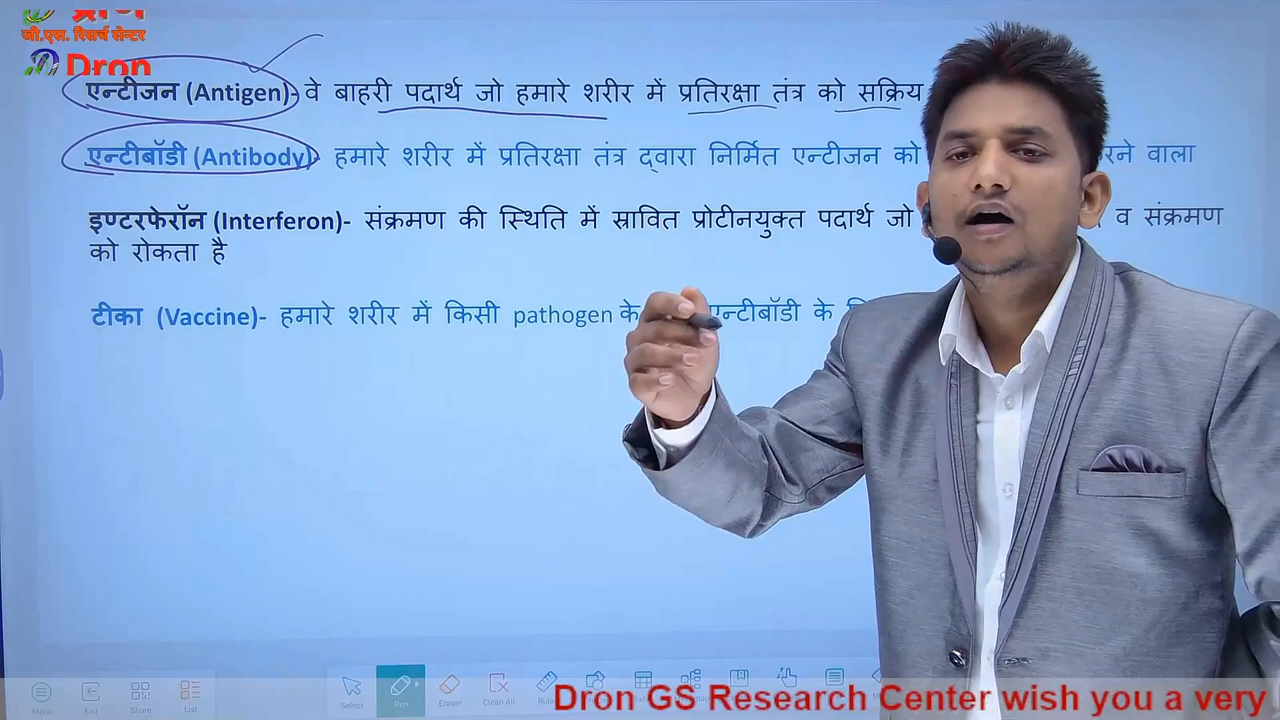 जी.एस. रिसर्च सेन्टर
Dron
एन्टीजन (Antigen)- वे बाहरी पदार्थ जो हमारे शरीर में प्रतिरक्षा तंत्र को सक्रिय
एन्टीबॉडी (Antibody)- हमारे शरीर में प्रतिरक्षा तंत्र द्वारा निर्मित एन्टीजन को वाला
इण्टरफेरॉन (Interferon)- संक्रमण की स्थिति में स्रावित प्रोटीनयुक्त पदार्थ जो व संक्रमण
को रोकता है
टीका (Vaccine)- हमारे शरीर में किसी pathogen के एन्टीबॉडी के
Menu Exit Share List Select Pen Eraser Clean All
Dron GS Research Center wish you a very